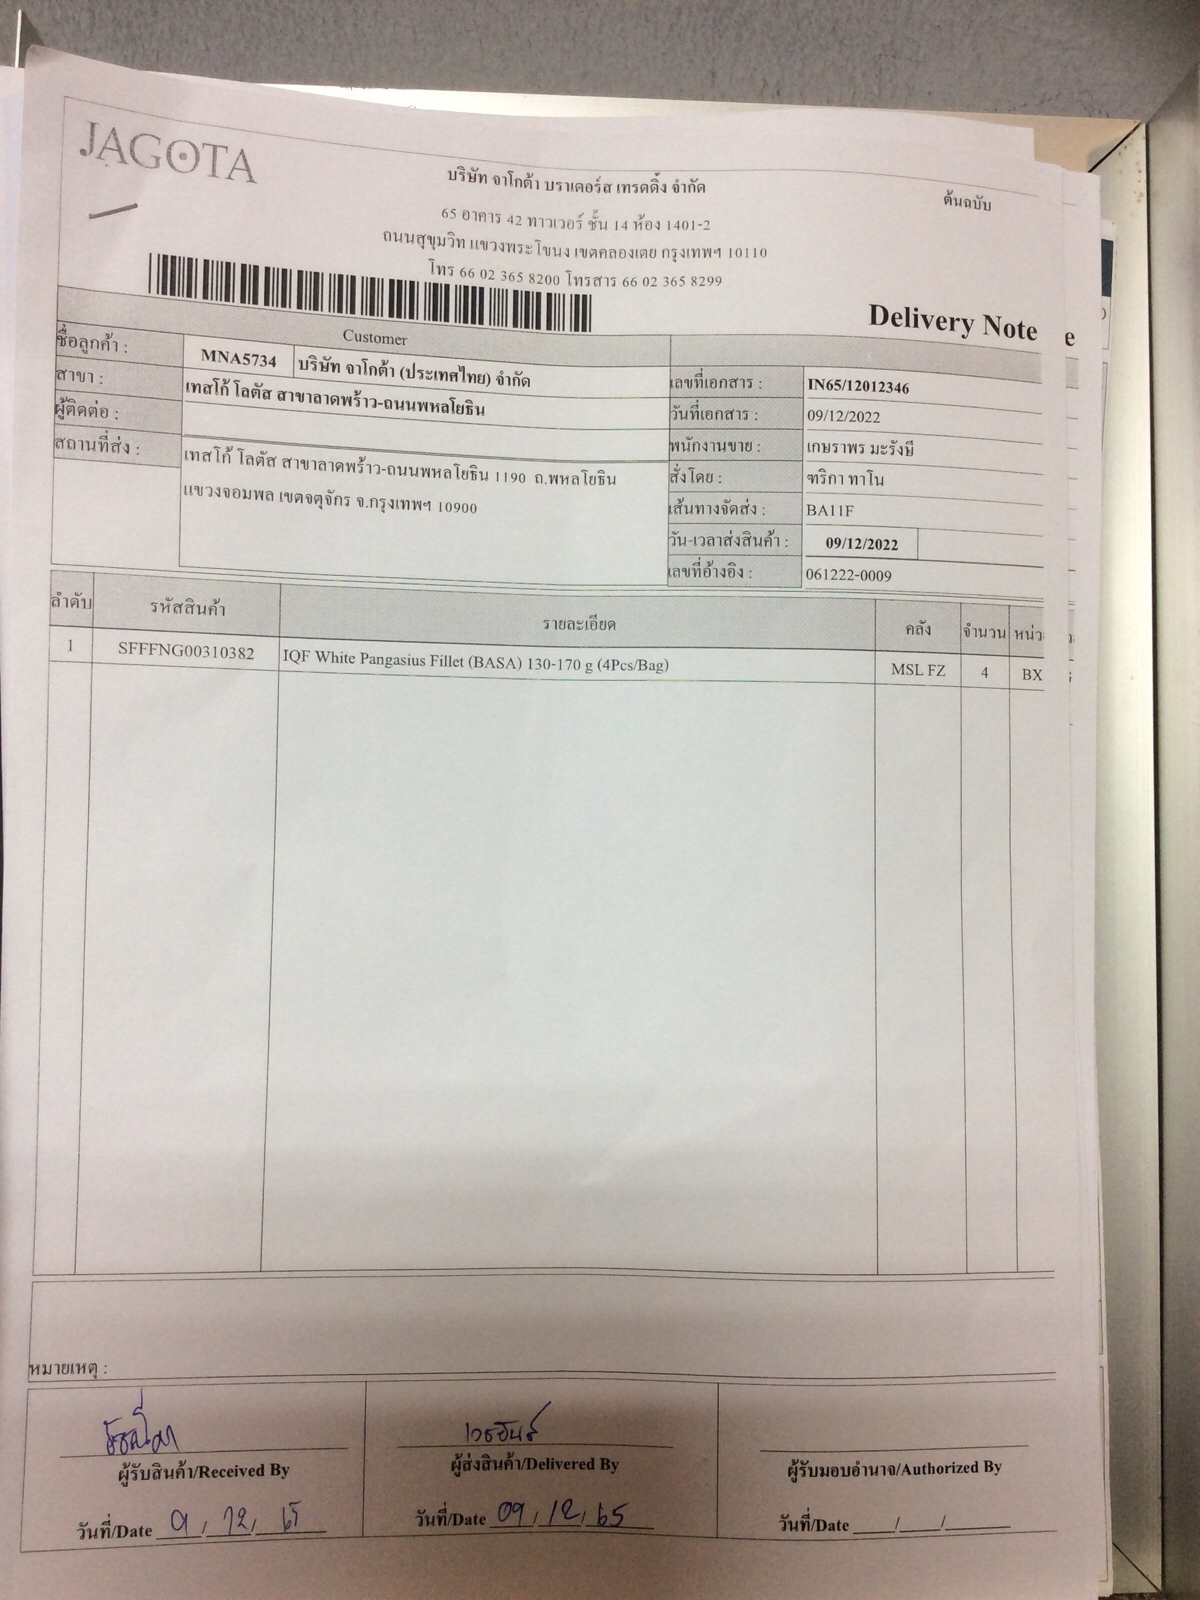 JAGOTA
บริษัท จาโกต้า บราเดอร์ส เทรดดิ้ง จำกัด
ต้นฉบับ
65 อาคาร 42 ทาวเวอร์ ชั้น 14 ห้อง 1401-2
ถนนสุขุมวิท แขวงพระโขนง เขตคลองเตย กรุงเทพฯ 10110
โทร 66 02 365 8200 โทรสาร 66 02 365 8299
Delivery Note
e
Customer
ชื่อลูกค้า : MNA5734 บริษัท จาโกต้า (ประเทศไทย) จำกัด
สาขา : เทสโก้ โลตัส สาขาลาดพร้าว-ถนนพหลโยธิน
ผู้ติดต่อ :
สถานที่ส่ง : เทสโก้ โลตัส สาขาลาดพร้าว-ถนนพหลโยธิน 1190 ถ.พหลโยธิน
แขวงจอมพล เขตจตุจักร จ.กรุงเทพฯ 10900
เลขที่เอกสาร : IN65/12012346
วันที่เอกสาร : 09/12/2022
พนักงานขาย : เกษราพร มะรังษี
สั่งโดย : ฑริกา ทาโน
เส้นทางจัดส่ง : BA11F
วัน-เวลาส่งสินค้า : 09/12/2022
เลขที่อ้างอิง : 061222-0009
ลำดับ รหัสสินค้า รายละเอียด คลัง จำนวน หน่ว
1 SFFFNG00310382 IQF White Pangasius Fillet (BASA) 130-170 g (4Pcs/Bag) MSL FZ 4 BX
หมายเหตุ :
ผู้รับสินค้า/Received By ผู้ส่งสินค้า/Delivered By ผู้รับมอบอำนาจ/Authorized By
วันที่/Date 9/12/65 วันที่/Date 09/12/65 วันที่/Date ___/___/___